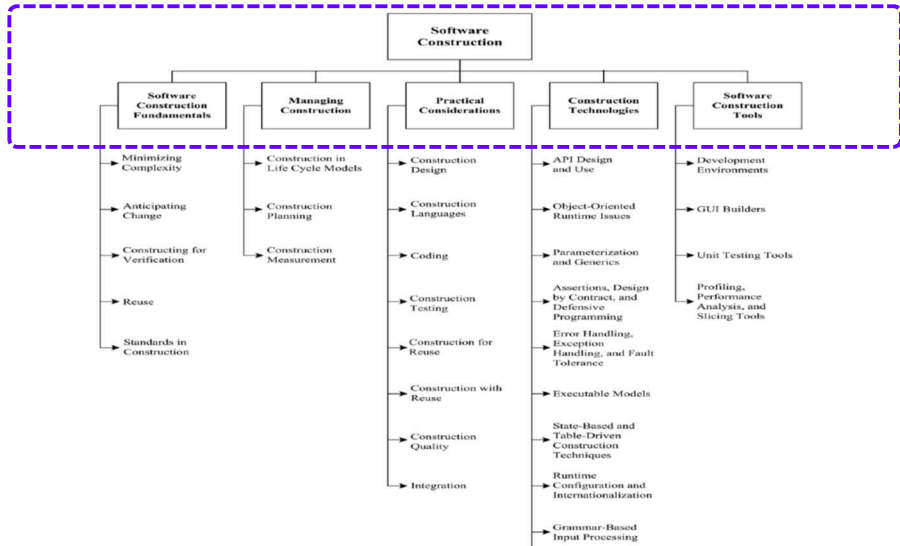 Software
Construction
Software
Construction
Fundamentals
Managing
Construction
Practical
Considerations
Construction
Technologies
Software
Construction
Tools
Minimizing
Complexity
Anticipating
Change
Constructing for
Verification
Reuse
Standards in
Construction
Construction in
Life Cycle Models
Construction
Planning
Construction
Measurement
Construction
Design
Construction
Languages
Coding
Construction
Testing
Construction for
Reuse
Construction with
Reuse
Construction
Quality
Integration
API Design
and Use
Object-Oriented
Runtime Issues
Parameterization
and Generics
Assertions, Design
by Contract, and
Defensive
Programming
Error Handling,
Exception
Handling, and Fault
Tolerance
Executable Models
State-Based and
Table-Driven
Construction
Techniques
Runtime
Configuration and
Internationalization
Grammar-Based
Input Processing
Development
Environments
GUI Builders
Unit Testing Tools
Profiling,
Performance
Analysis, and
Slicing Tools